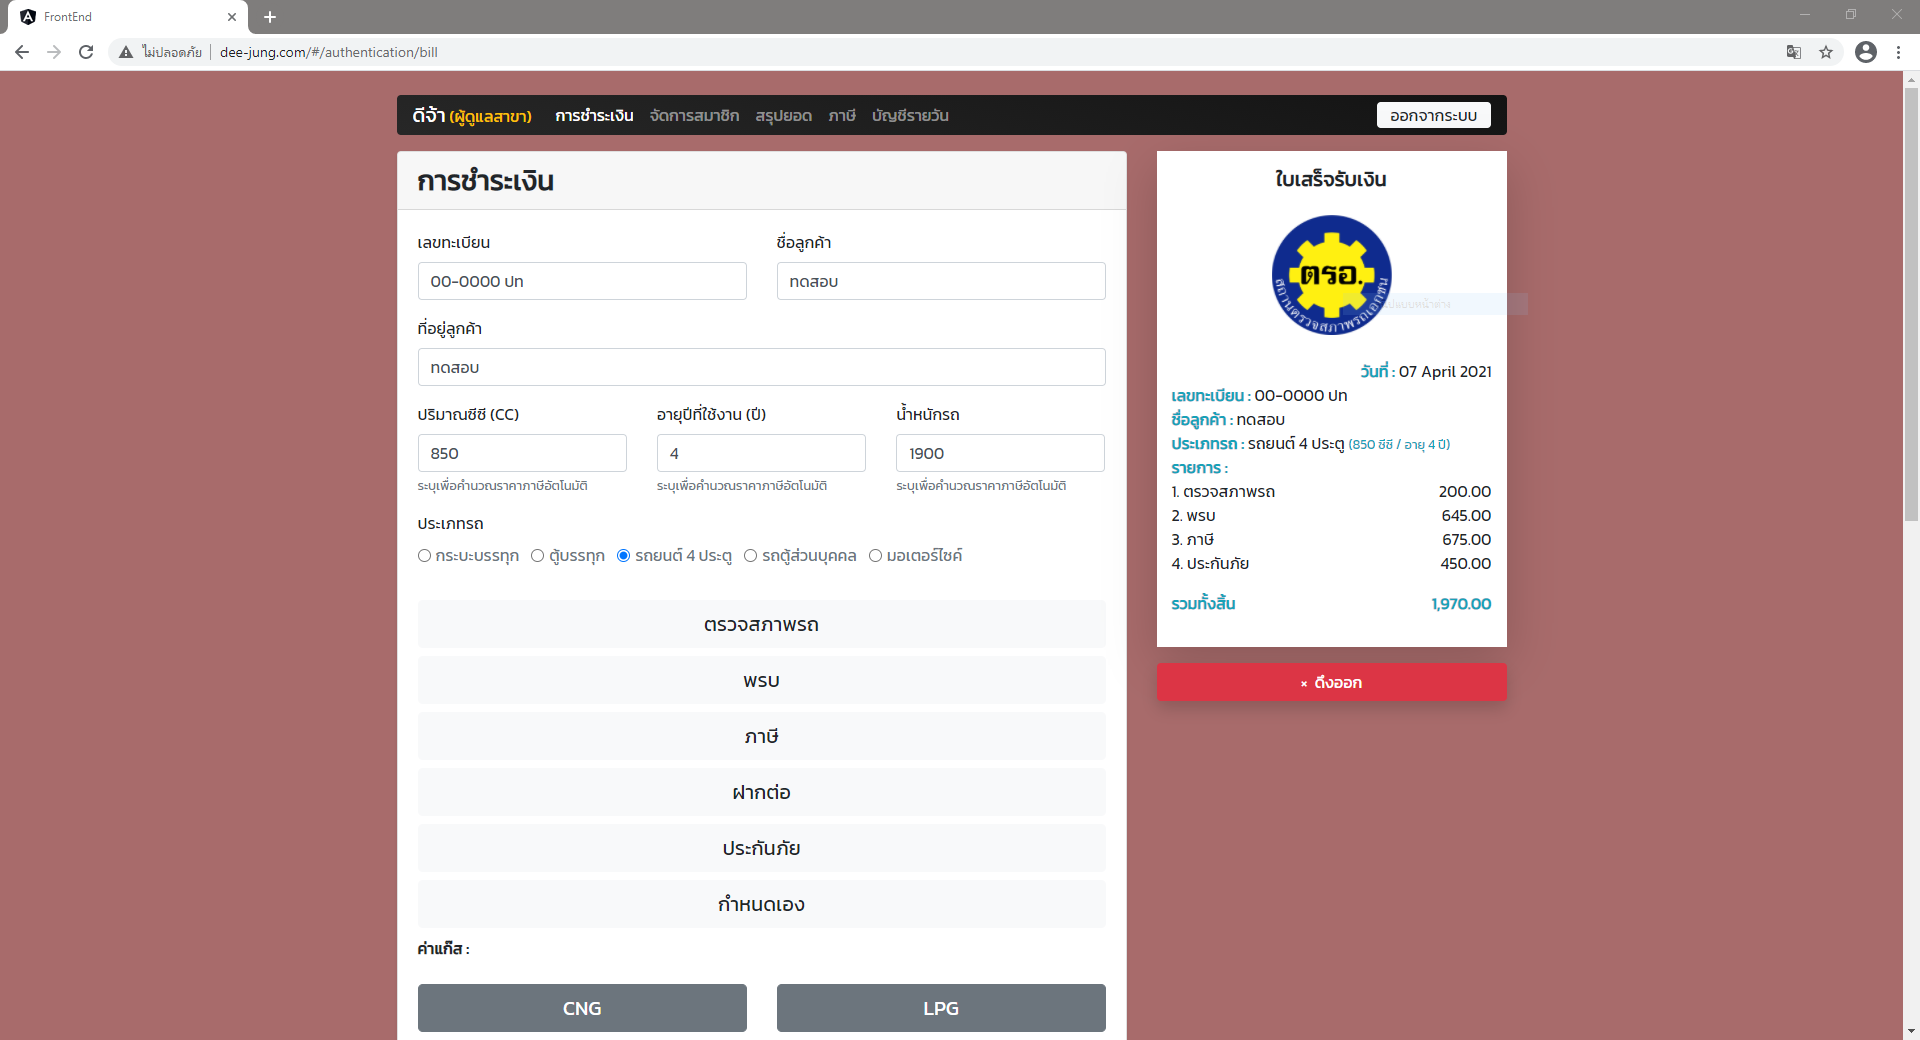 FrontEnd
ไม่ปลอดภัย dee-jung.com/#/authentication/bill
ดีจ้า (ผู้ดูแลสาขา) การชำระเงิน จัดการสมาชิก สรุปยอด ภาษี บัญชีรายวัน ออกจากระบบ
การชำระเงิน
เลขทะเบียน ชื่อลูกค้า
00-0000 ปท ทดสอบ
ที่อยู่ลูกค้า
ทดสอบ
ปริมาณซีซี (CC) อายุปีที่ใช้งาน (ปี) น้ำหนักรถ
850 4 1900
ระบุเพื่อคำนวณราคาภาษีอัตโนมัติ ระบุเพื่อคำนวณราคาภาษีอัตโนมัติ ระบุเพื่อคำนวณราคาภาษีอัตโนมัติ
ประเภทรถ
กระบะบรรทุก ตู้บรรทุก รถยนต์ 4 ประตู รถตู้ส่วนบุคคล มอเตอร์ไซค์
ตรวจสภาพรถ
พรบ
ภาษี
ฝากต่อ
ประกันภัย
กำหนดเอง
ค่าแก๊ส :
CNG LPG
ใบเสร็จรับเงิน
ตรอ.
สถานตรวจสภาพรถเอกชน
วันที่ : 07 April 2021
เลขทะเบียน : 00-0000 ปท
ชื่อลูกค้า : ทดสอบ
ประเภทรถ : รถยนต์ 4 ประตู (850 ซีซี / อายุ 4 ปี)
รายการ :
1. ตรวจสภาพรถ 200.00
2. พรบ 645.00
3. ภาษี 675.00
4. ประกันภัย 450.00
รวมทั้งสิ้น 1,970.00
× ดึงออก